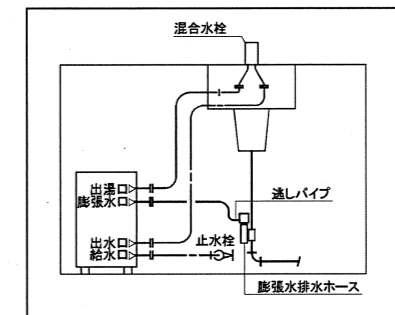 混合水栓
出湯口
膨張水口
逃しパイプ
出水口
止水栓
給水口
膨張水排水ホース